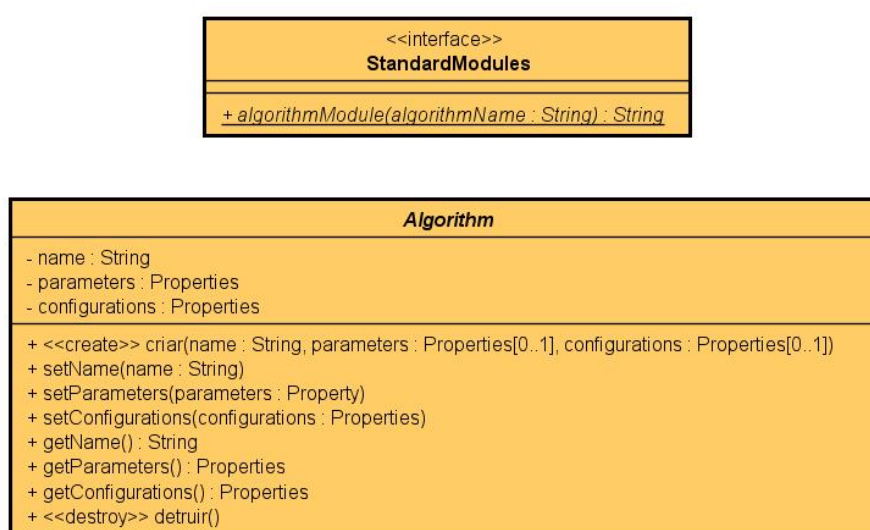 <<interface>>
StandardModules
+ algorithmModule(algorithmName : String) : String
Algorithm
- name : String
- parameters : Properties
- configurations : Properties
+ <<create>> criar(name : String, parameters : Properties[0..1], configurations : Properties[0..1])
+ setName(name : String)
+ setParameters(parameters : Property)
+ setConfigurations(configurations : Properties)
+ getName() : String
+ getParameters() : Properties
+ getConfigurations() : Properties
+ <<destroy>> detruir()